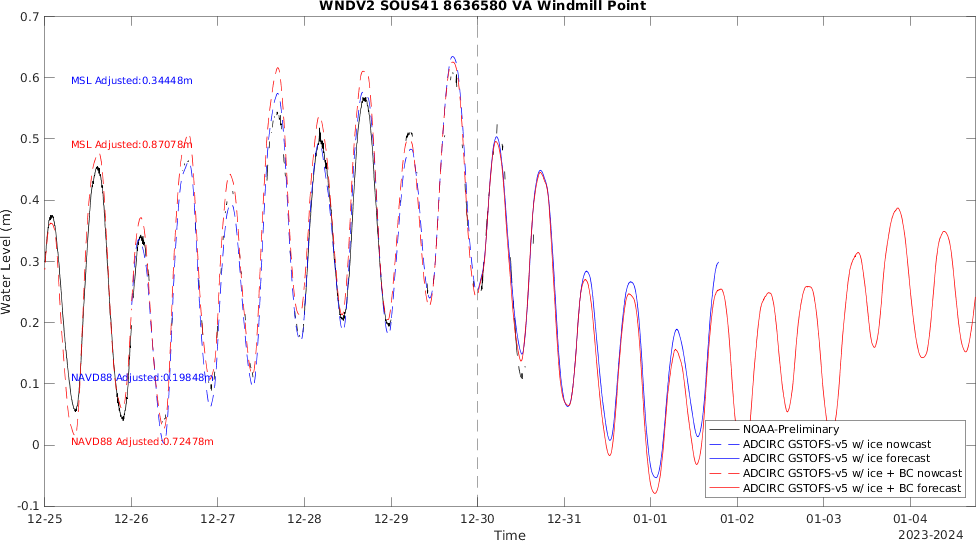 WNDV2 SOUS41 8636580 VA Windmill Point
0.7
0.6
0.5
0.4
0.3
0.2
0.1
0
-0.1
Water Level (m)
MSL Adjusted:0.34448m
MSL Adjusted:0.87078m
NAVD88 Adjusted:0.19848m
NAVD88 Adjusted:0.72478m
NOAA-Preliminary
ADCIRC GSTOFS-v5 w/ ice nowcast
ADCIRC GSTOFS-v5 w/ ice forecast
ADCIRC GSTOFS-v5 w/ ice + BC nowcast
ADCIRC GSTOFS-v5 w/ ice + BC forecast
12-25 12-26 12-27 12-28 12-29 12-30 12-31 01-01 01-02 01-03 01-04
Time
2023-2024